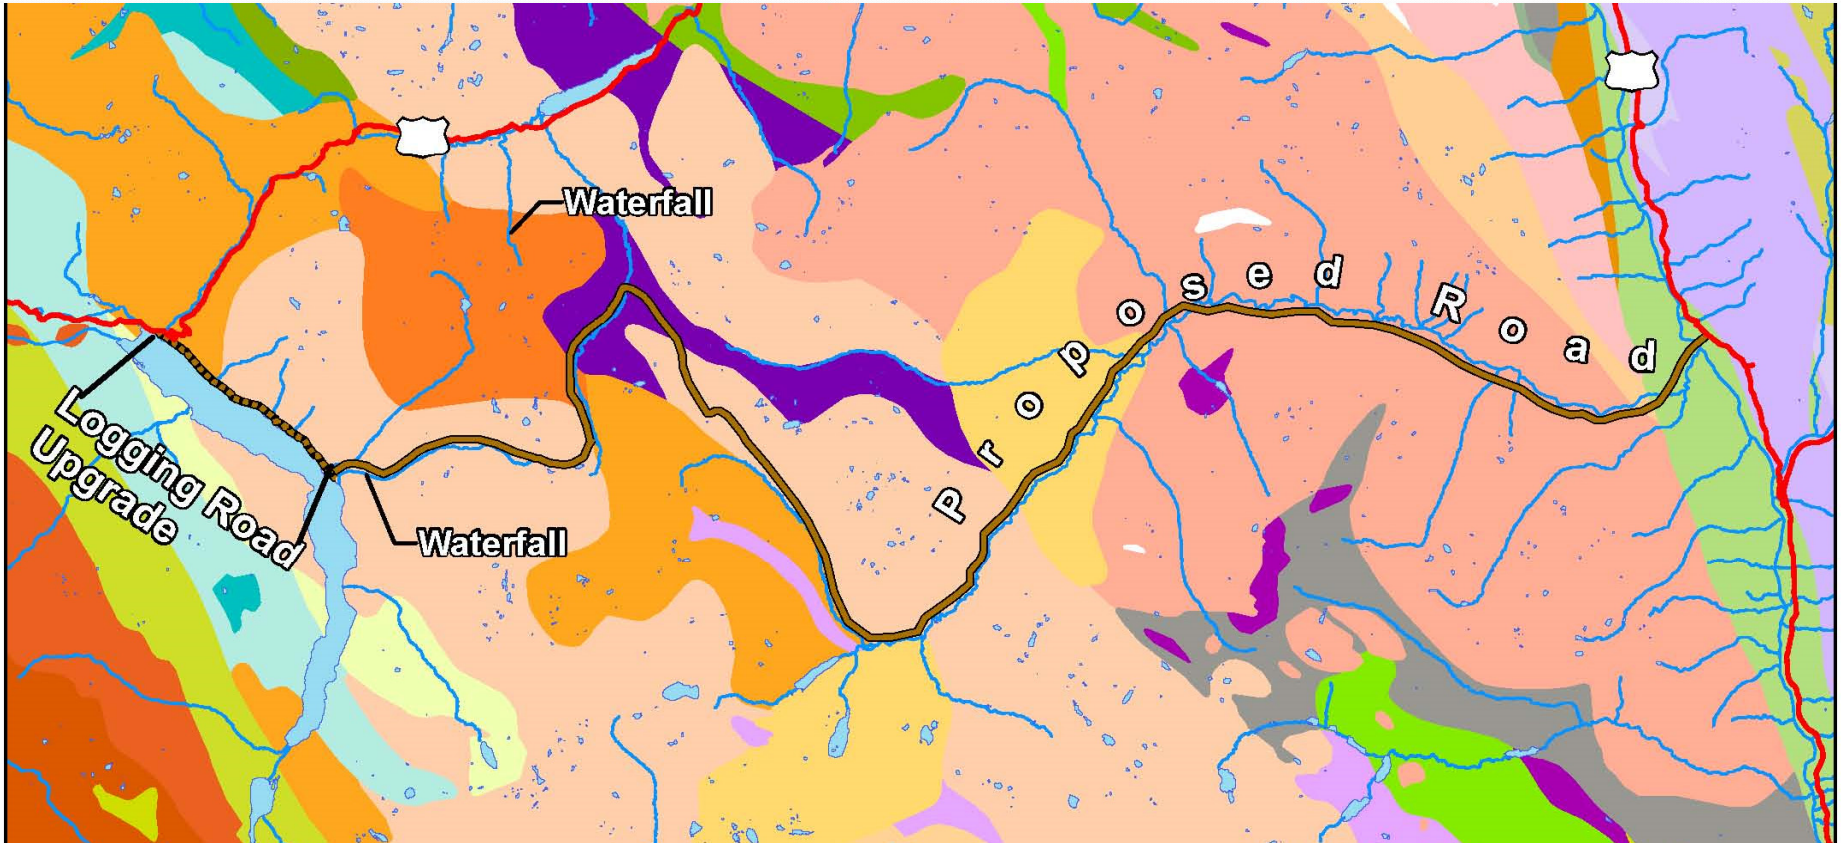 Waterfall
Proposed Road
Logging Road
Upgrade
Waterfall